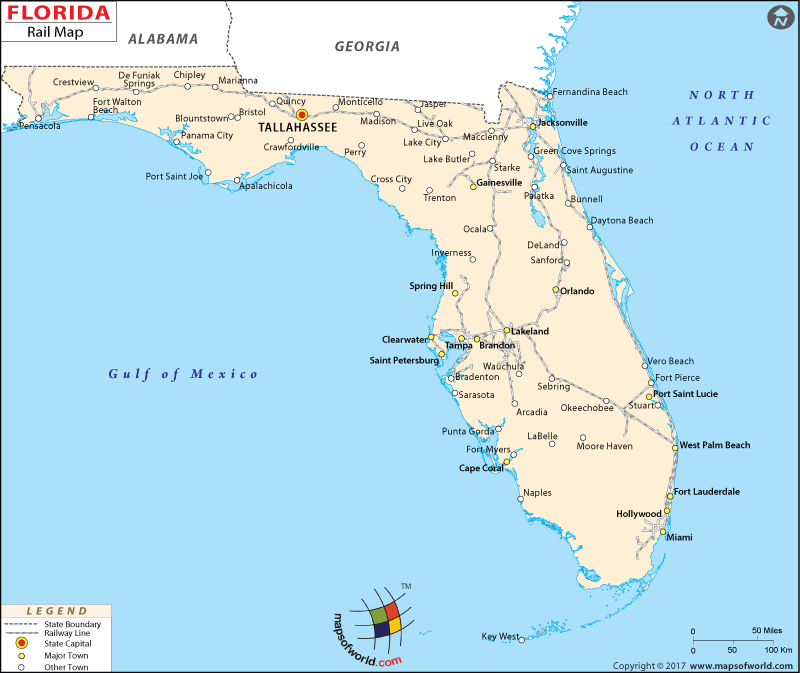 FLORIDA
Rail Map
ALABAMA
GEORGIA
NORTH
ATLANTIC
OCEAN
Gulf of Mexico
Crestview
De Funiak
Springs
Chipley
Marianna
Quincy
Monticello
Jasper
Fernandina Beach
Pensacola
Fort Walton
Beach
Blountstown
Bristol
TALLAHASSEE
Madison
Live Oak
Macclenny
Jacksonville
Panama City
Crawfordville
Perry
Lake City
Lake Butler
Green Cove Springs
Starke
Saint Augustine
Port Saint Joe
Apalachicola
Cross City
Trenton
Gainesville
Palatka
Bunnell
Daytona Beach
Ocala
DeLand
Inverness
Sanford
Spring Hill
Orlando
Clearwater
Tampa
Brandon
Lakeland
Saint Petersburg
Wauchula
Vero Beach
Bradenton
Sebring
Fort Pierce
Sarasota
Port Saint Lucie
Arcadia
Okeechobee
Stuart
Punta Gorda
LaBelle
Moore Haven
West Palm Beach
Fort Myers
Cape Coral
Naples
Fort Lauderdale
Hollywood
Miami
Key West
LEGEND
State Boundary
Railway Line
State Capital
Major Town
Other Town
TM
mapsofworld.com
0 50 Miles
0 50 100 Km
Copyright © 2017 www.mapsofworld.com